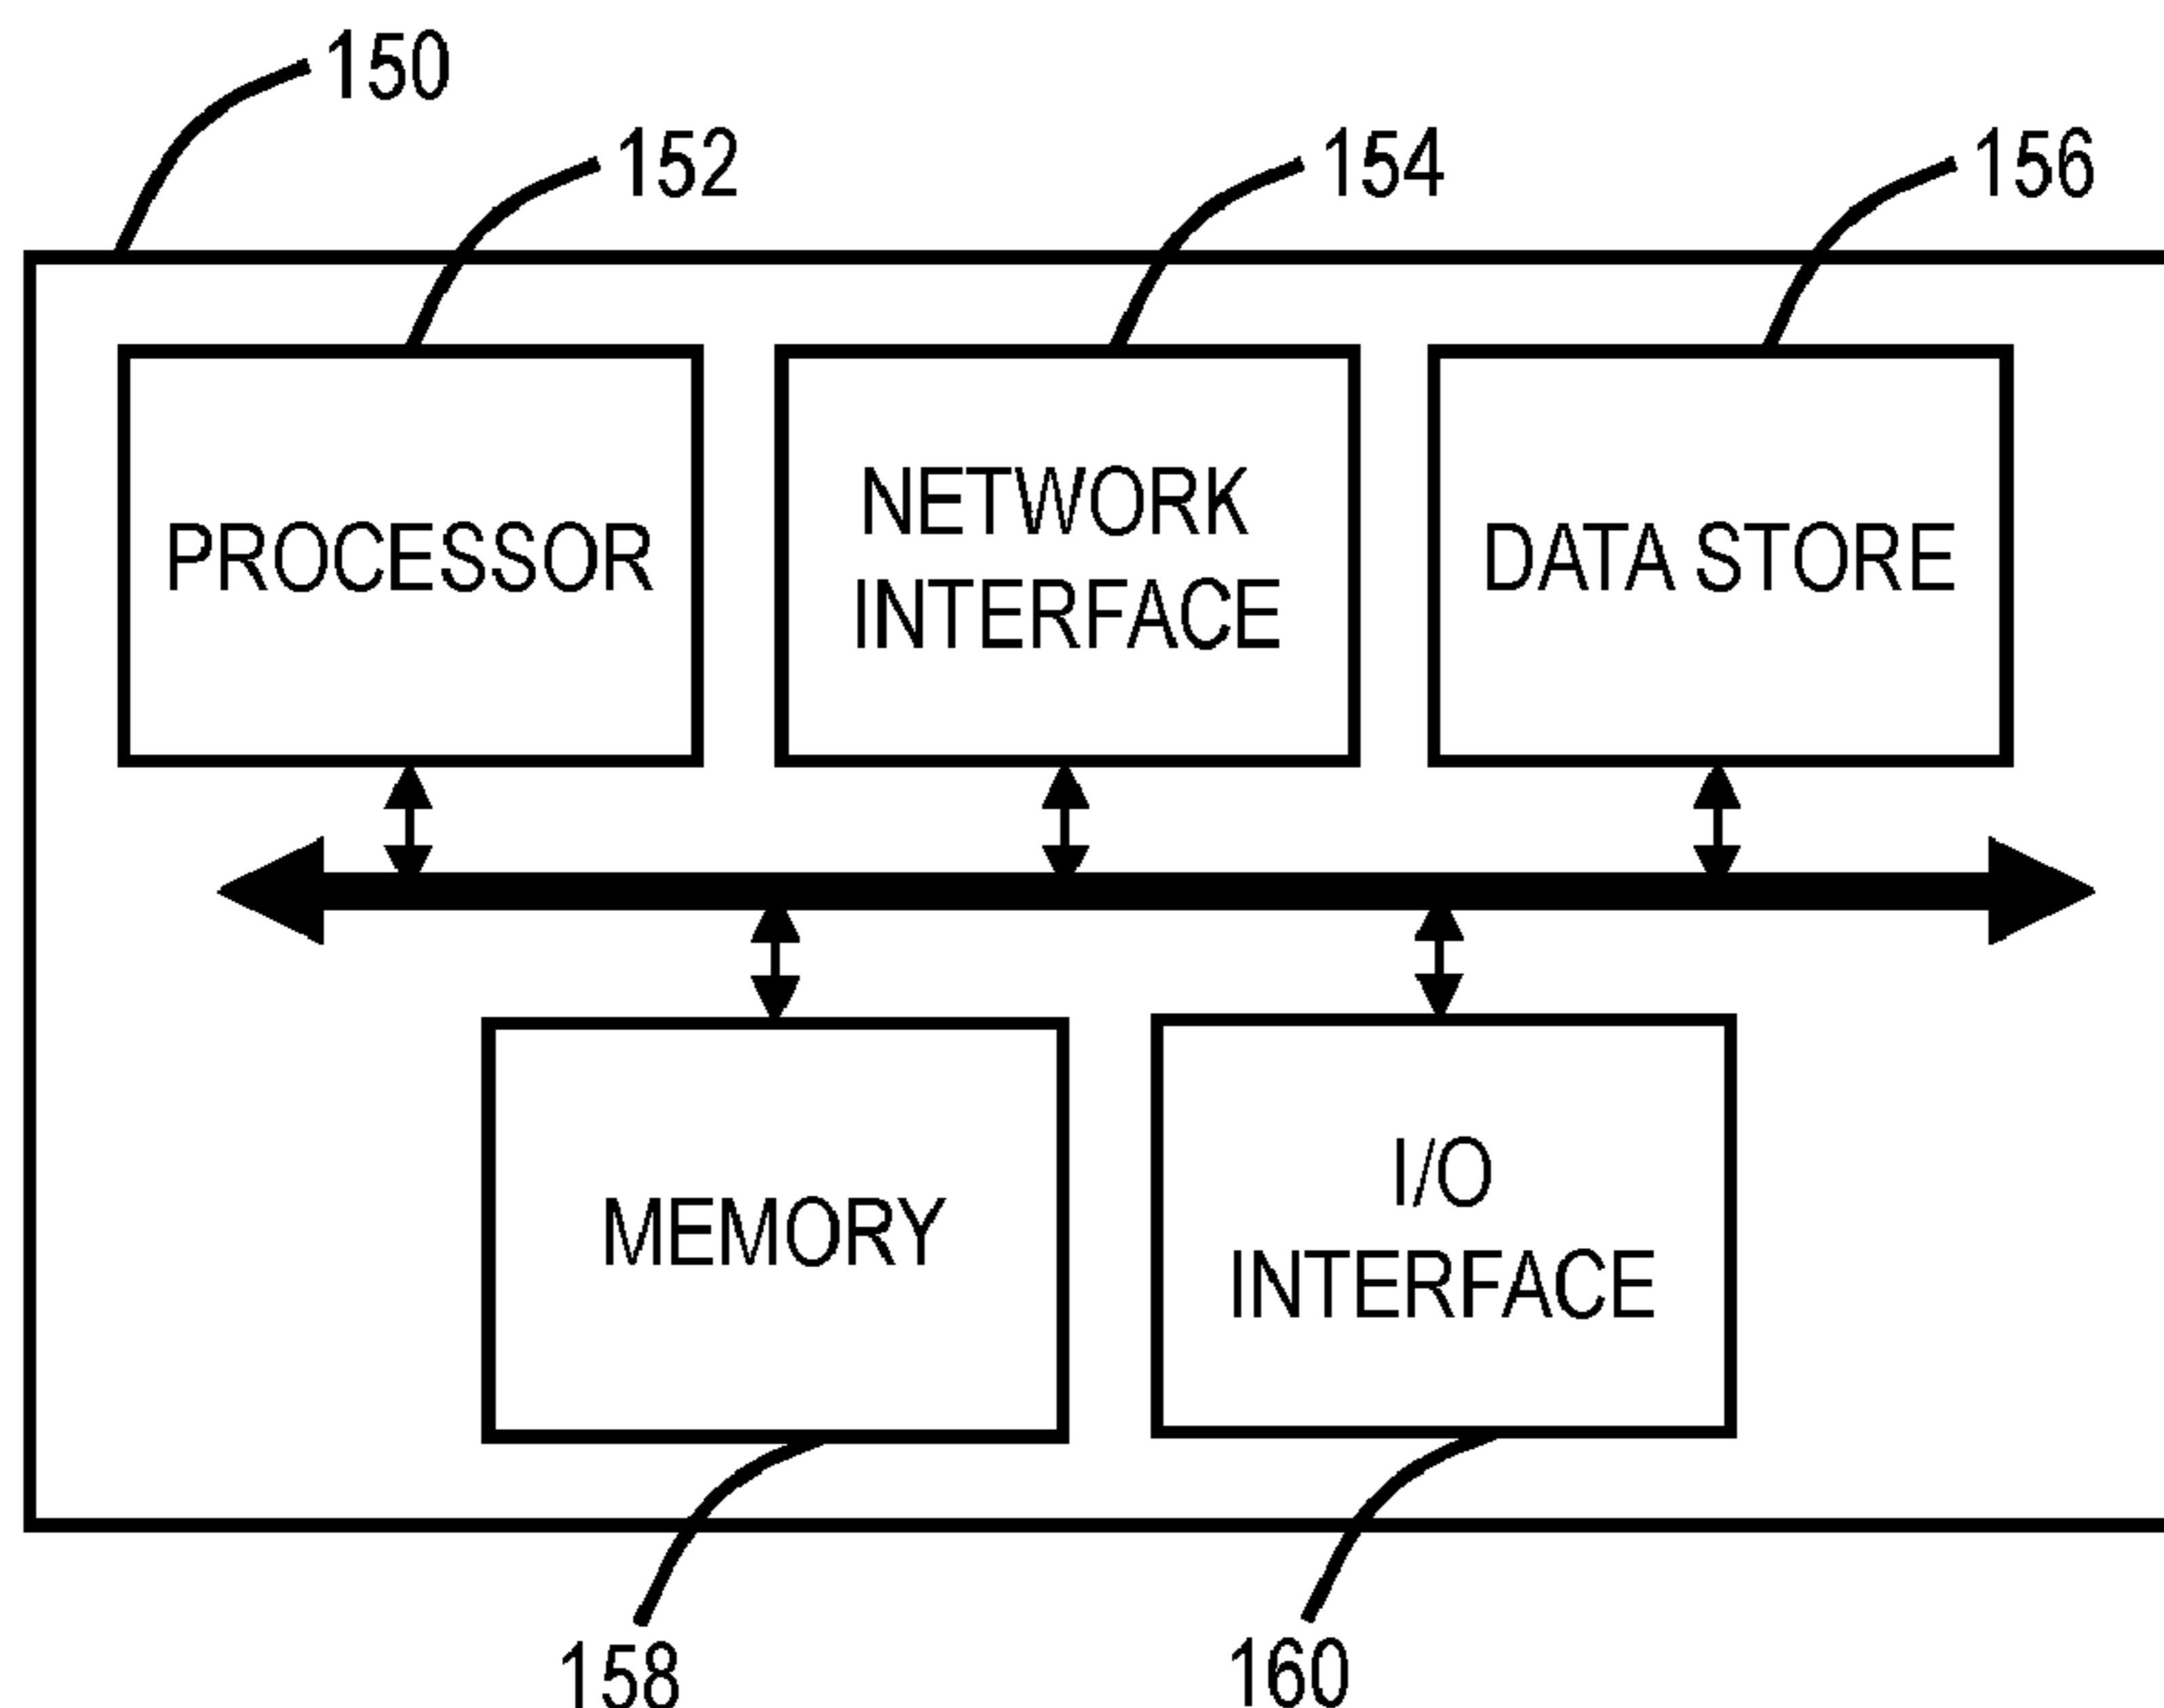 150
152
154
156
PROCESSOR
NETWORK
INTERFACE
DATA STORE
MEMORY
I/O
INTERFACE
158
160